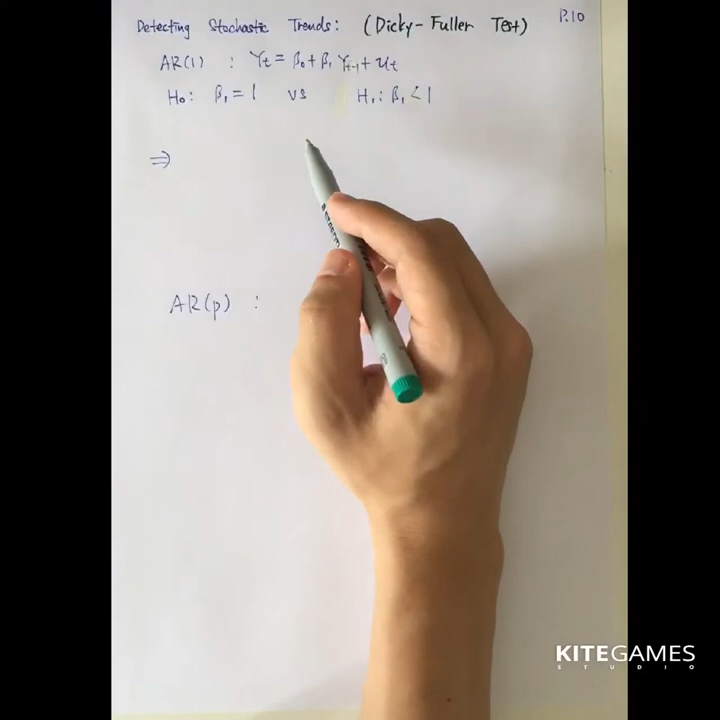 Detecting Stochastic Trends: (Dicky-Fuller Test) P.10
AR(1) : Yt = β0 + β1 Yt-1 + ut
H0: β1 = 1 vs H1: β1 < 1
⇒
AR(p) :
KITEGAMES
STUDIO